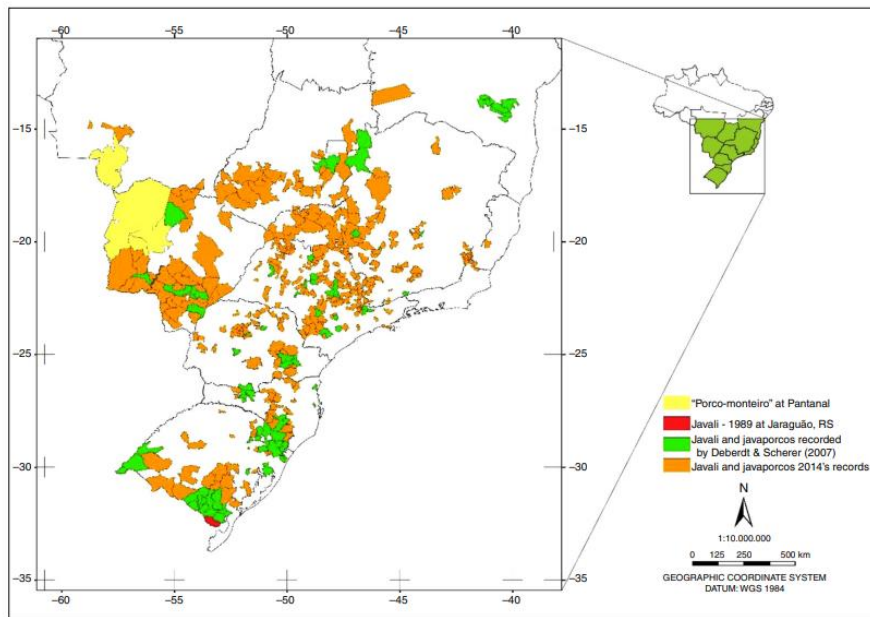 −60 −55 −50 −45 −40
−15 −15
−20 −20
−25 −25
−30 −30
−35 −35
−60 −55 −50 −45 −40
"Porco-monteiro" at Pantanal
Javali - 1989 at Jaraguão, RS
Javali and javaporcos recorded
by Deberdt & Scherer (2007)
Javali and javaporcos 2014's records
N
1:10.000.000
0 125 250 500 km
GEOGRAPHIC COORDINATE SYSTEM
DATUM: WGS 1984